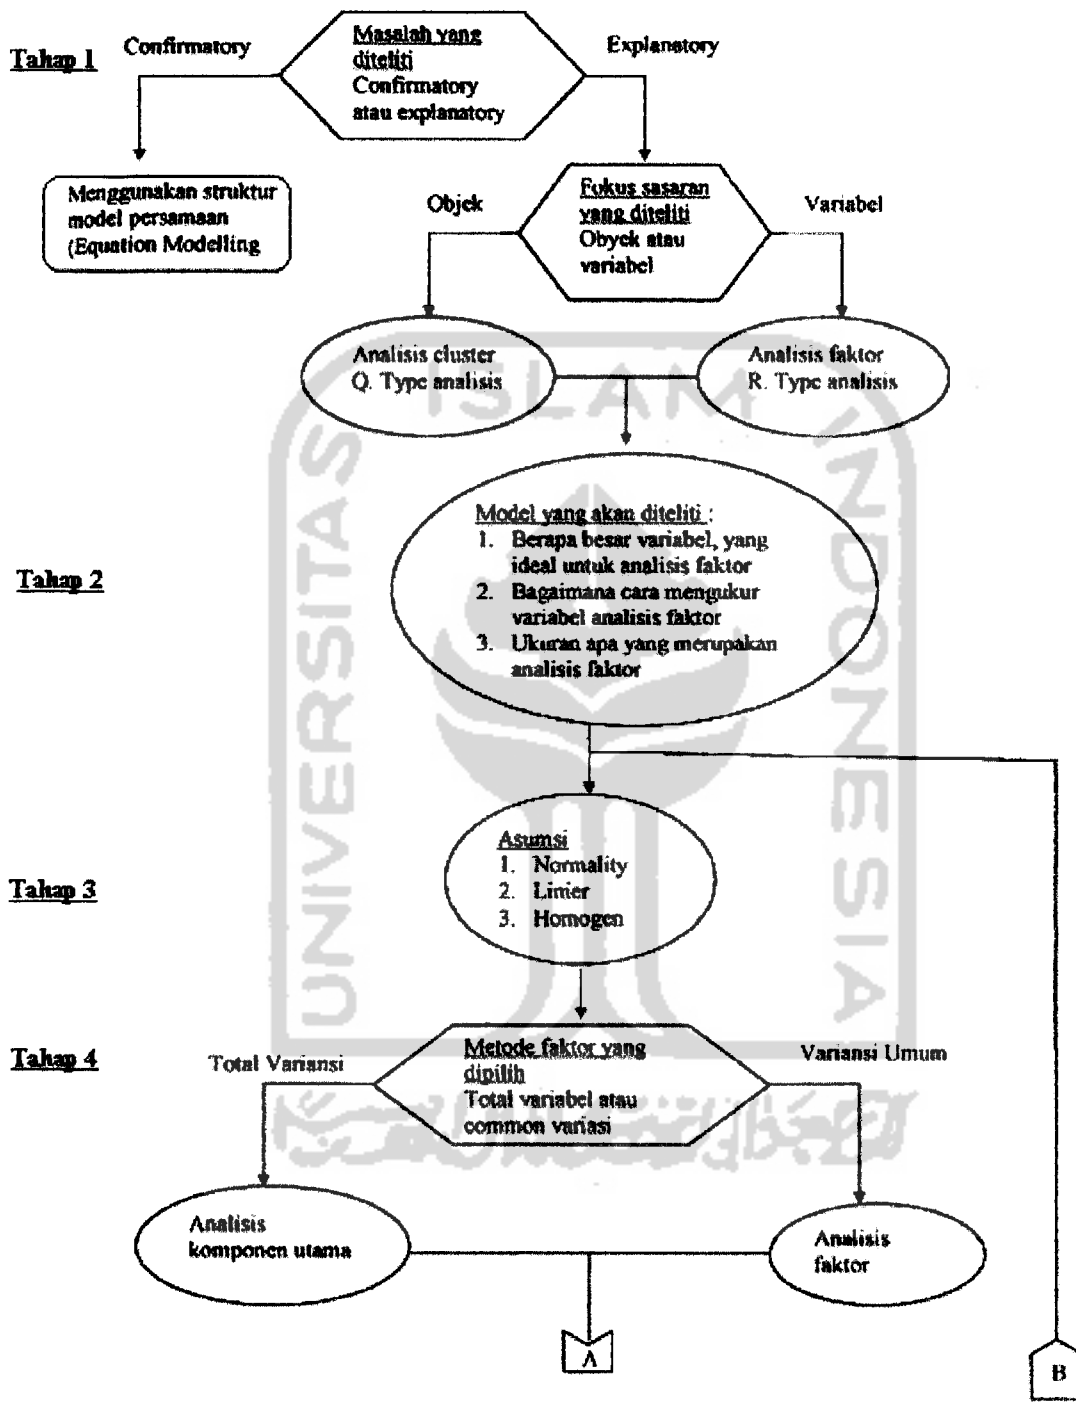 Tahap 1
Confirmatory
Masalah yang
diteliti
Confirmatory
atau explanatory
Explanatory
Menggunakan struktur
model persamaan
(Equation Modelling
Objek
Fokus sasaran
yang diteliti
Obyek atau
variabel
Variabel
Analisis cluster
Q. Type analisis
Analisis faktor
R. Type analisis
Tahap 2
Model yang akan diteliti :
1. Berapa besar variabel, yang
ideal untuk analisis faktor
2. Bagaimana cara mengukur
variabel analisis faktor
3. Ukuran apa yang merupakan
analisis faktor
Tahap 3
Asumsi
1. Normality
2. Linier
3. Homogen
Tahap 4
Total Variansi
Metode faktor yang
dipilih
Total variabel atau
common variasi
Variansi Umum
Analisis
komponen utama
Analisis
faktor
A
B
UNIVERSITAS
ISLAM
INDONESIA